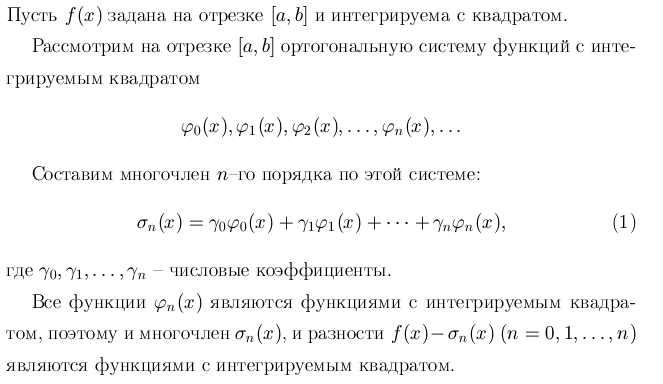 Пусть f(x) задана на отрезке [a, b] и интегрируема с квадратом.
Рассмотрим на отрезке [a, b] ортогональную систему функций с инте-
грируемым квадратом
φ₀(x), φ₁(x), φ₂(x), . . . , φₙ(x), . . .
Составим многочлен n–го порядка по этой системе:
σₙ(x) = γ₀φ₀(x) + γ₁φ₁(x) + · · · + γₙφₙ(x), (1)
где γ₀, γ₁, . . . , γₙ – числовые коэффициенты.
Все функции φₙ(x) являются функциями с интегрируемым квадра-
том, поэтому и многочлен σₙ(x), и разности f(x) − σₙ(x) (n = 0, 1, . . . , n)
являются функциями с интегрируемым квадратом.